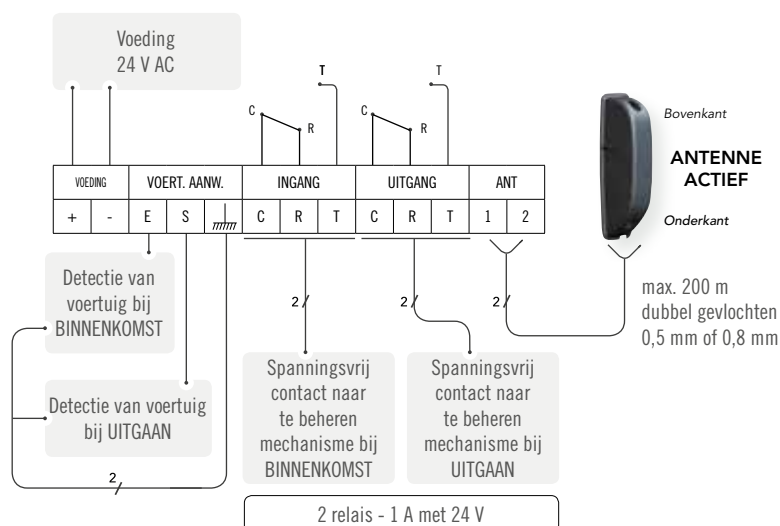 Voeding
24 V AC
T
T
C
R
C
R
VOEDING
VOERT. AANW.
INGANG
UITGANG
ANT
+
-
E
S
C
R
T
C
R
T
1
2
Bovenkant
ANTENNE
ACTIEF
Onderkant
Detectie van
voertuig bij
BINNENKOMST
Detectie van voertuig
bij UITGAAN
2
2
2
2
max. 200 m
dubbel gevlochten
0,5 mm of 0,8 mm
Spanningsvrij
contact naar
te beheren
mechanisme bij
BINNENKOMST
Spanningsvrij
contact naar
te beheren
mechanisme bij
UITGAAN
2 relais - 1 A met 24 V